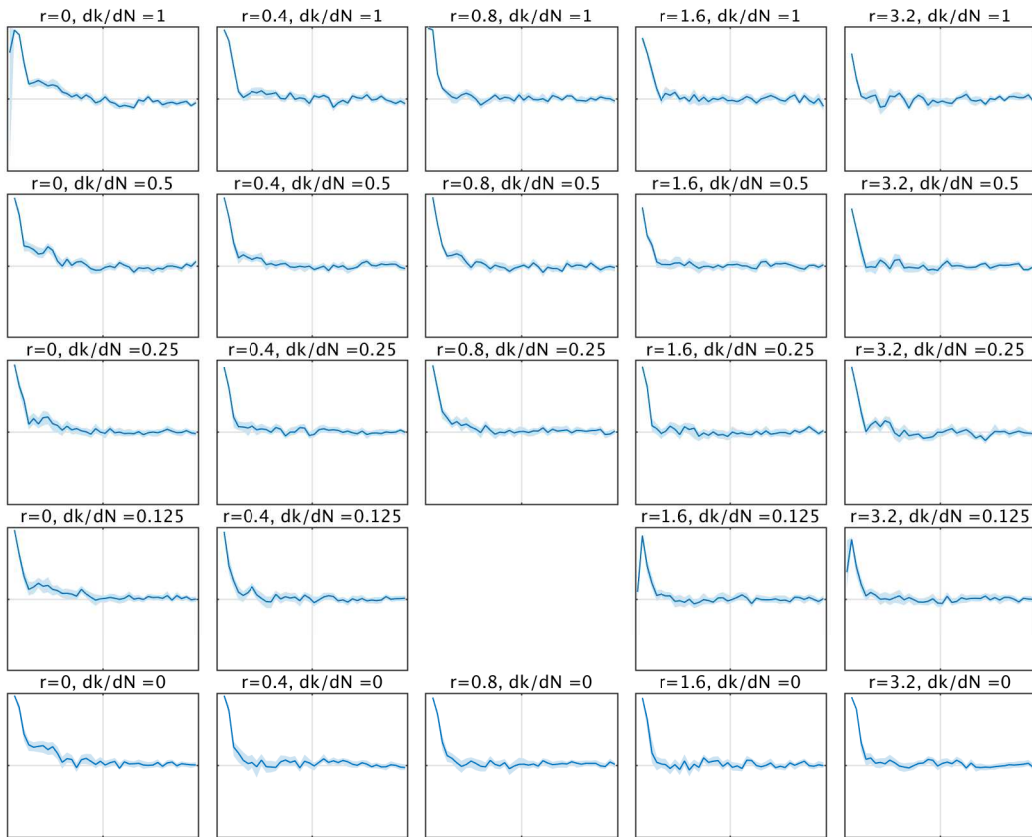 r=0, dk/dN =1
r=0.4, dk/dN =1
r=0.8, dk/dN =1
r=1.6, dk/dN =1
r=3.2, dk/dN =1
r=0, dk/dN =0.5
r=0.4, dk/dN =0.5
r=0.8, dk/dN =0.5
r=1.6, dk/dN =0.5
r=3.2, dk/dN =0.5
r=0, dk/dN =0.25
r=0.4, dk/dN =0.25
r=0.8, dk/dN =0.25
r=1.6, dk/dN =0.25
r=3.2, dk/dN =0.25
r=0, dk/dN =0.125
r=0.4, dk/dN =0.125
r=1.6, dk/dN =0.125
r=3.2, dk/dN =0.125
r=0, dk/dN =0
r=0.4, dk/dN =0
r=0.8, dk/dN =0
r=1.6, dk/dN =0
r=3.2, dk/dN =0